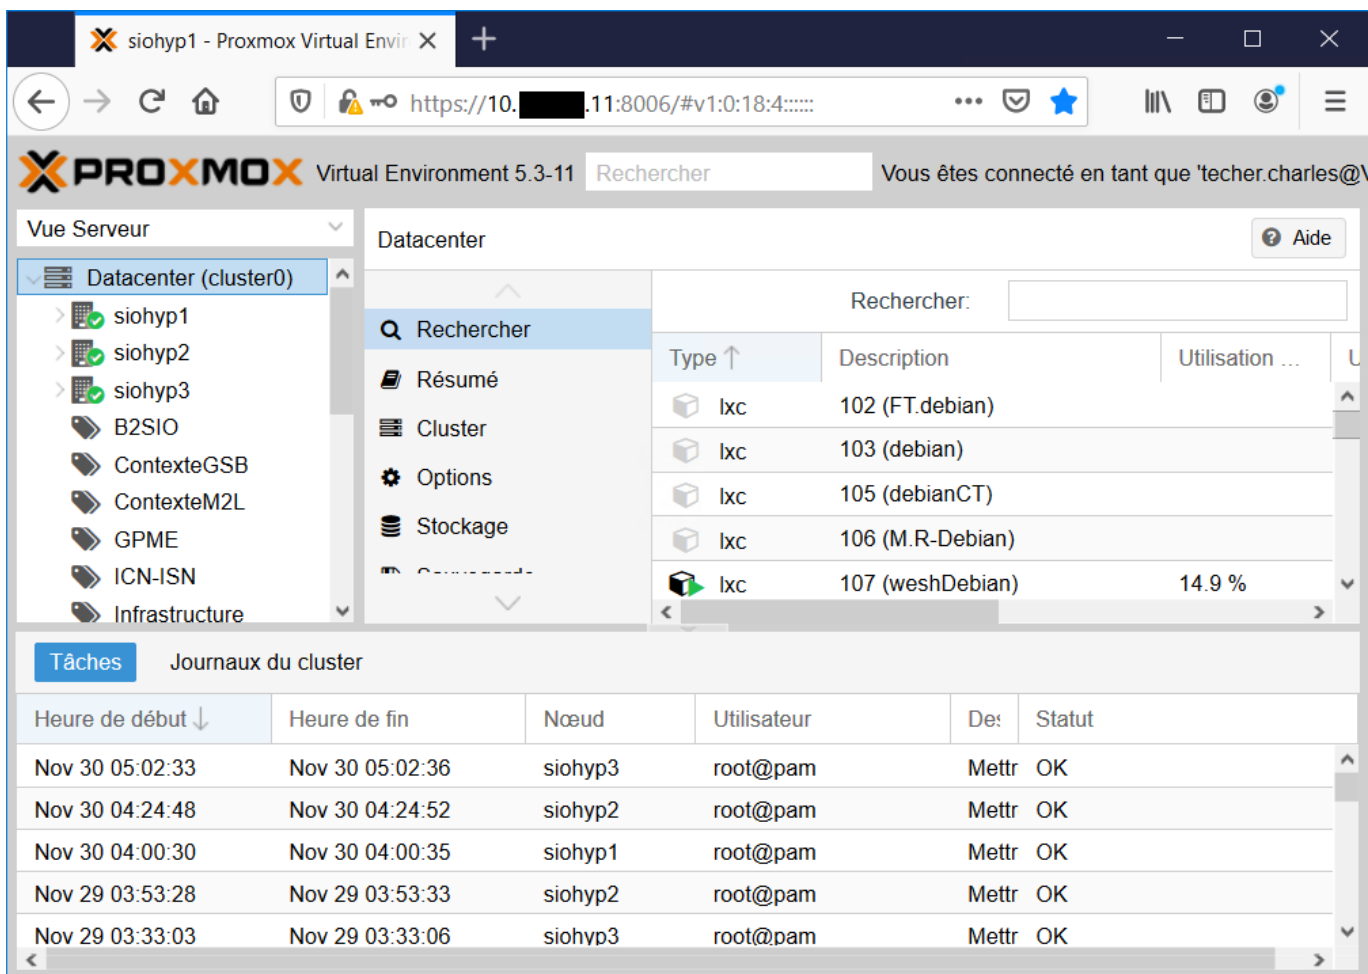 siohyp1 - Proxmox Virtual Envir
https://10. .11:8006/#v1:0:18:4::::::
PROXMOX Virtual Environment 5.3-11 Rechercher Vous êtes connecté en tant que 'techer.charles@V
Vue Serveur
Datacenter (cluster0)
siohyp1
siohyp2
siohyp3
B2SIO
ContexteGSB
ContexteM2L
GPME
ICN-ISN
Infrastructure
Datacenter
Aide
Rechercher
Résumé
Cluster
Options
Stockage
Rechercher:
Type Description Utilisation ...
lxc 102 (FT.debian)
lxc 103 (debian)
lxc 105 (debianCT)
lxc 106 (M.R-Debian)
lxc 107 (weshDebian) 14.9 %
Tâches Journaux du cluster
Heure de début Heure de fin Nœud Utilisateur Des Statut
Nov 30 05:02:33 Nov 30 05:02:36 siohyp3 root@pam Mettr OK
Nov 30 04:24:48 Nov 30 04:24:52 siohyp2 root@pam Mettr OK
Nov 30 04:00:30 Nov 30 04:00:35 siohyp1 root@pam Mettr OK
Nov 29 03:53:28 Nov 29 03:53:33 siohyp2 root@pam Mettr OK
Nov 29 03:33:03 Nov 29 03:33:06 siohyp3 root@pam Mettr OK